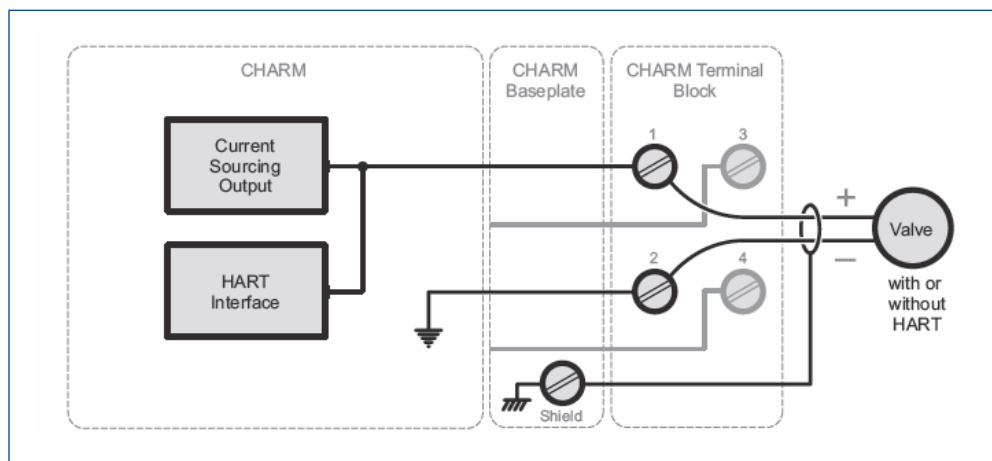 CHARM
CHARM
Baseplate
CHARM Terminal
Block
Current
Sourcing
Output
HART
Interface
1
3
2
4
+
–
Valve
with or
without
HART
Shield